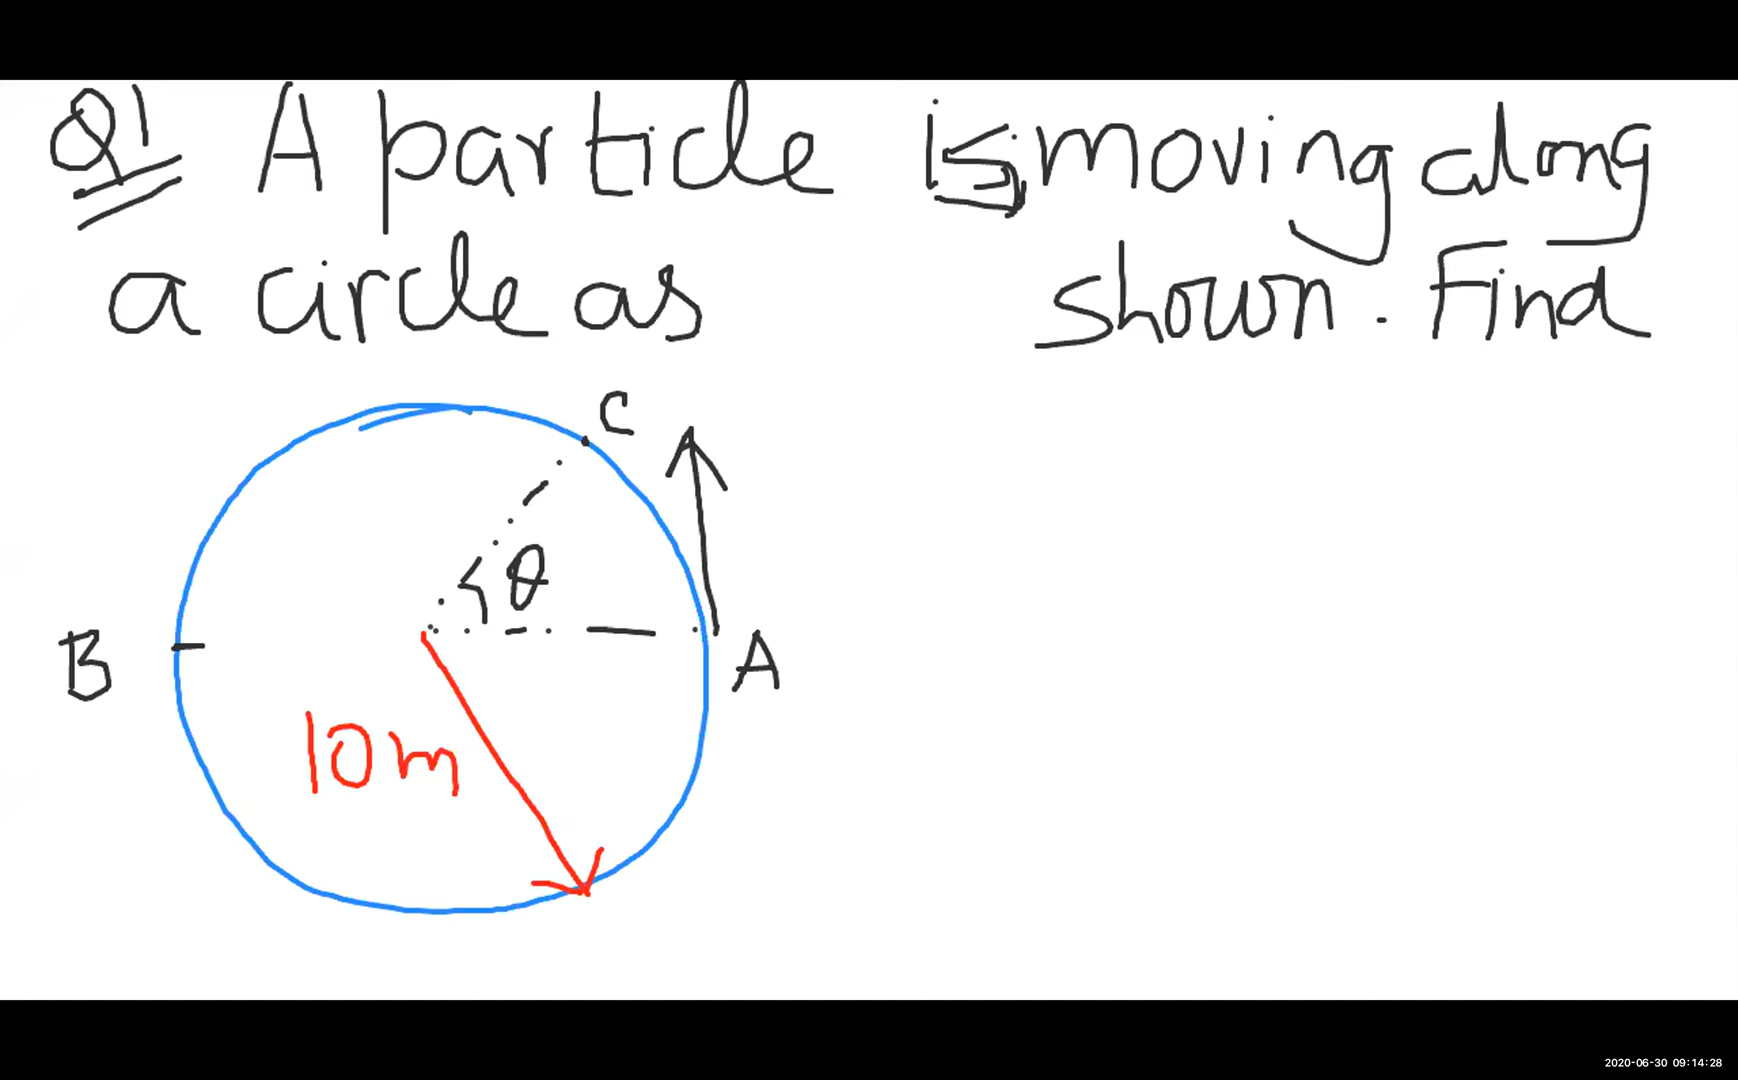 Q1 A particle is moving along
a circle as shown. Find
C
θ
B
A
10m
2020-06-30 09:14:28